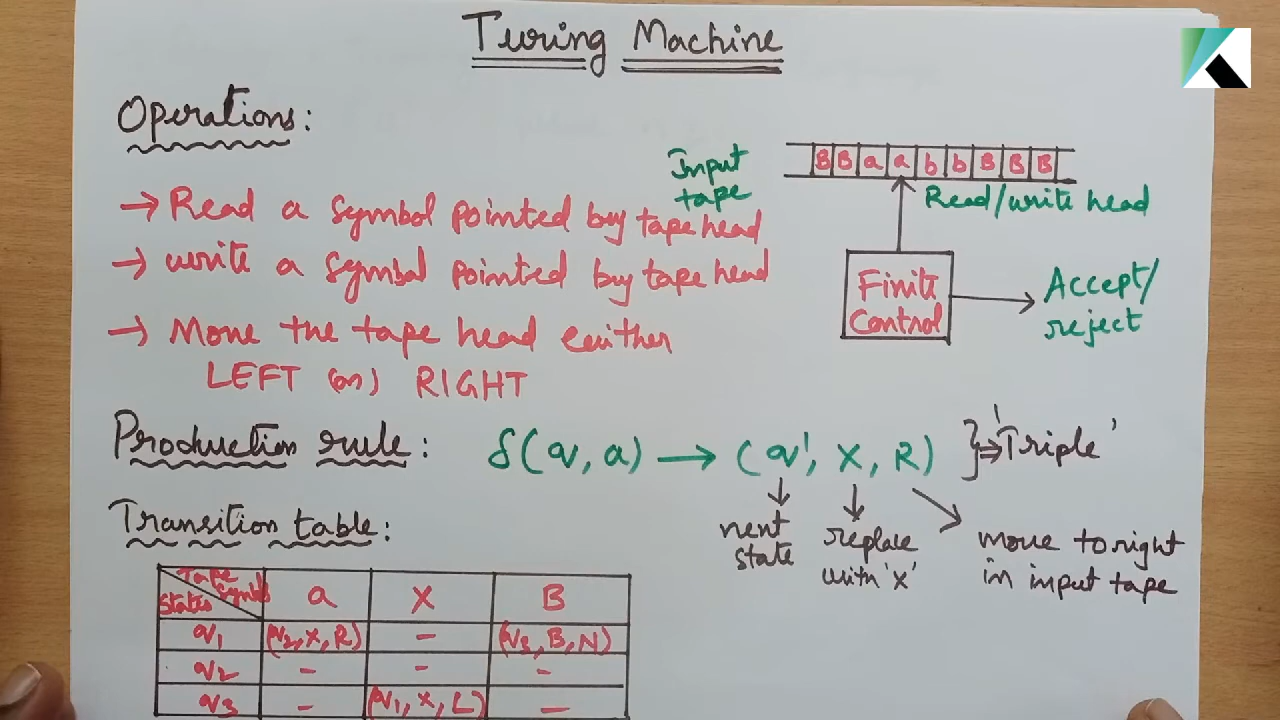 Turing Machine
Operations:
→ Read a symbol pointed by tape head
→ write a symbol pointed by tape head
→ Move the tape head either
LEFT (or) RIGHT
Input
tape
B B a a b b B B B
Read/write head
Finite
Control
Accept/
reject
Production rule: δ(q, a) → (q', X, R) } ⇒ 'Triple'
next
state
replace
with 'X'
move to right
in input tape
Transition table:
Tape Symbol
States
a X B
q1 (q2, X, R) - (q3, B, N)
q2 - - -
q3 - (q1, X, L) -